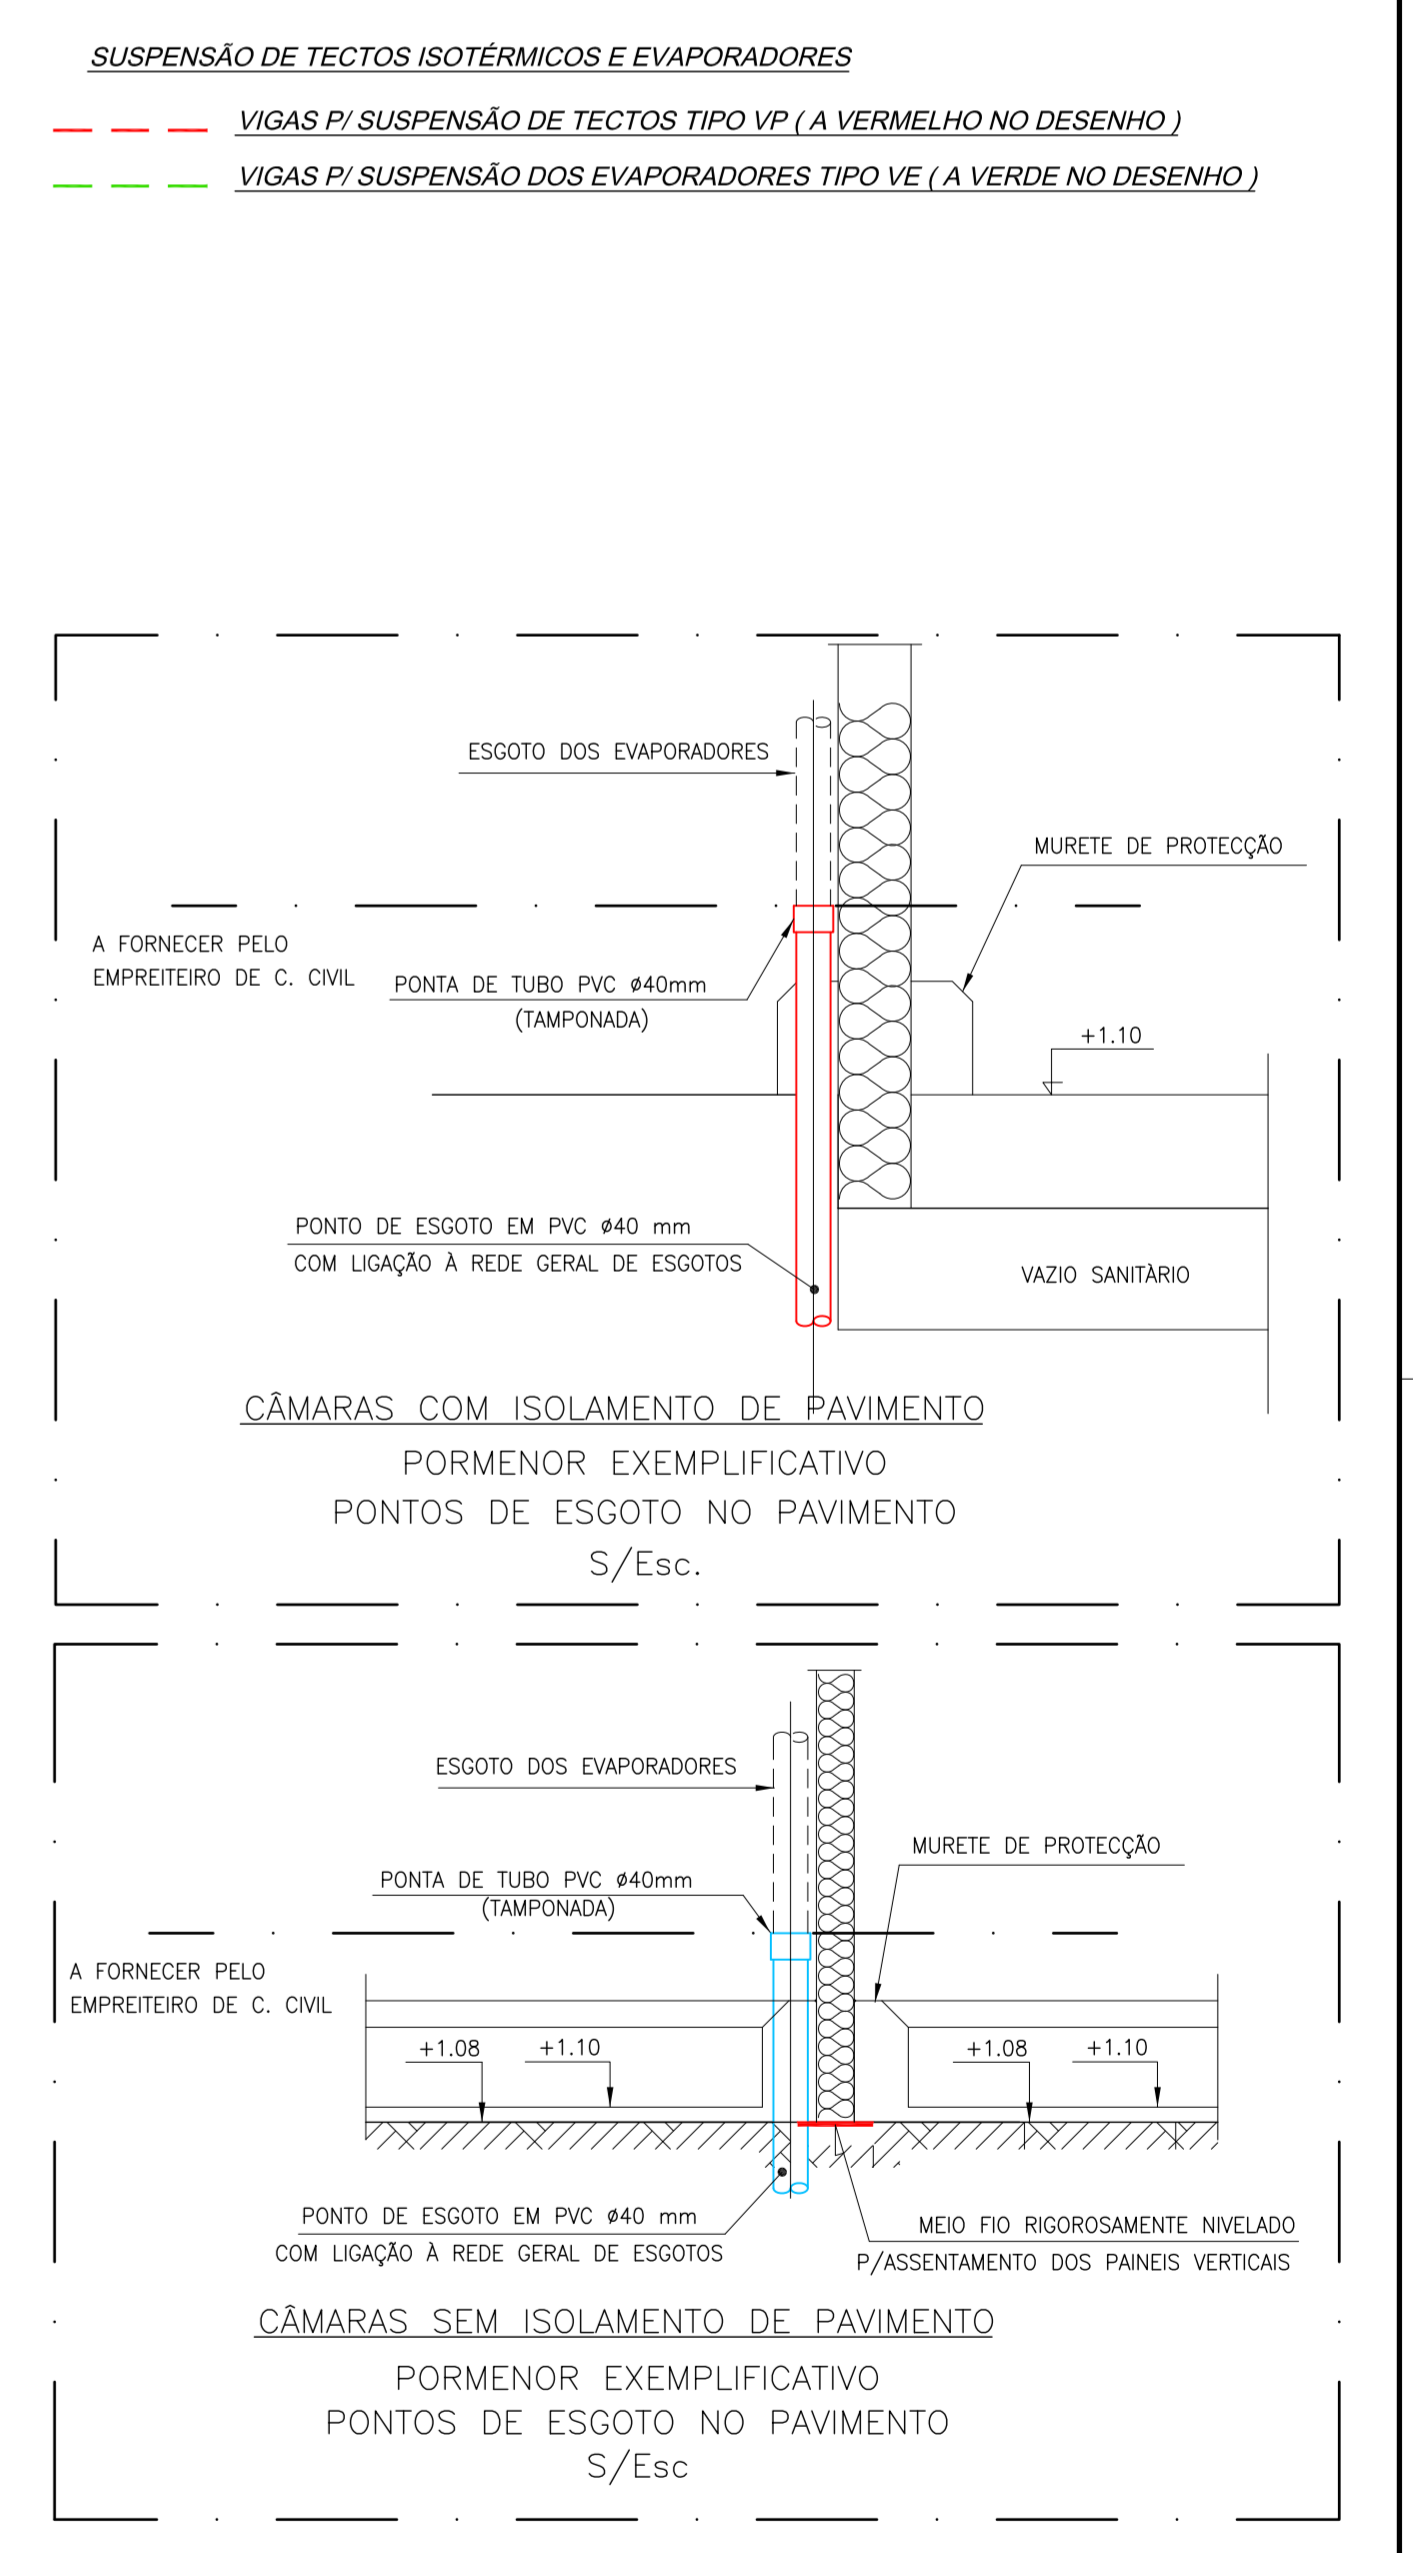 SUSPENSÃO DE TECTOS ISOTÉRMICOS E EVAPORADORES
VIGAS P/ SUSPENSÃO DE TECTOS TIPO VP ( A VERMELHO NO DESENHO )
VIGAS P/ SUSPENSÃO DOS EVAPORADORES TIPO VE ( A VERDE NO DESENHO )
ESGOTO DOS EVAPORADORES
MURETE DE PROTECÇÃO
A FORNECER PELO
EMPREITEIRO DE C. CIVIL
PONTA DE TUBO PVC Ø40mm
(TAMPONADA)
+1.10
PONTO DE ESGOTO EM PVC Ø40 mm
COM LIGAÇÃO À REDE GERAL DE ESGOTOS
VAZIO SANITÀRIO
CÂMARAS COM ISOLAMENTO DE PAVIMENTO
PORMENOR EXEMPLIFICATIVO
PONTOS DE ESGOTO NO PAVIMENTO
S/Esc.
ESGOTO DOS EVAPORADORES
MURETE DE PROTECÇÃO
PONTA DE TUBO PVC Ø40mm
(TAMPONADA)
A FORNECER PELO
EMPREITEIRO DE C. CIVIL
+1.08 +1.10 +1.08 +1.10
PONTO DE ESGOTO EM PVC Ø40 mm
COM LIGAÇÃO À REDE GERAL DE ESGOTOS
MEIO FIO RIGOROSAMENTE NIVELADO
P/ASSENTAMENTO DOS PAINEIS VERTICAIS
CÂMARAS SEM ISOLAMENTO DE PAVIMENTO
PORMENOR EXEMPLIFICATIVO
PONTOS DE ESGOTO NO PAVIMENTO
S/Esc